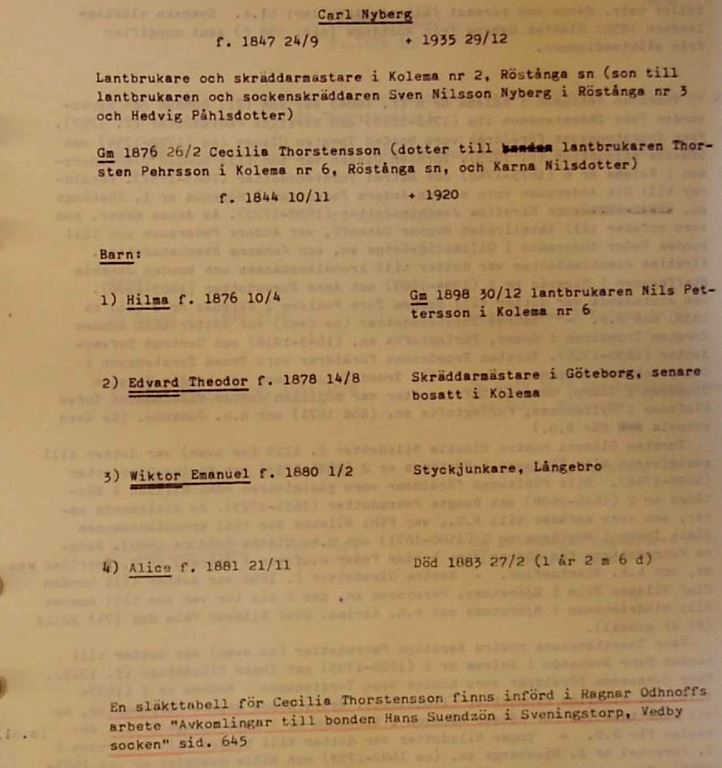 Carl Nyberg
f. 1847 24/9 + 1935 29/12
Lantbrukare och skräddarmästare i Kolema nr 2, Röstånga sn (son till
lantbrukaren och sockenskräddaren Sven Nilsson Nyberg i Röstånga nr 3
och Hedvig Påhlsdotter)
Gm 1876 26/2 Cecilia Thorstensson (dotter till lantbrukaren Thor-
sten Pehrsson i Kolema nr 6, Röstånga sn, och Karna Nilsdotter)
f. 1844 10/11 + 1920
Barn:
1) Hilma f. 1876 10/4 Gm 1898 30/12 lantbrukaren Nils Pet-
tersson i Kolema nr 6
2) Edvard Theodor f. 1878 14/8 Skräddarmästare i Göteborg, senare
bosatt i Kolema
3) Wiktor Emanuel f. 1880 1/2 Styckjunkare, Långebro
4) Alice f. 1881 21/11 Död 1883 27/2 (1 år 2 m 6 d)
En släkttabell för Cecilia Thorstensson finns införd i Ragnar Odhnoffs
arbete "Avkomlingar till bonden Hans Suendzön i Sveningstorp, Vedby
socken" sid. 645